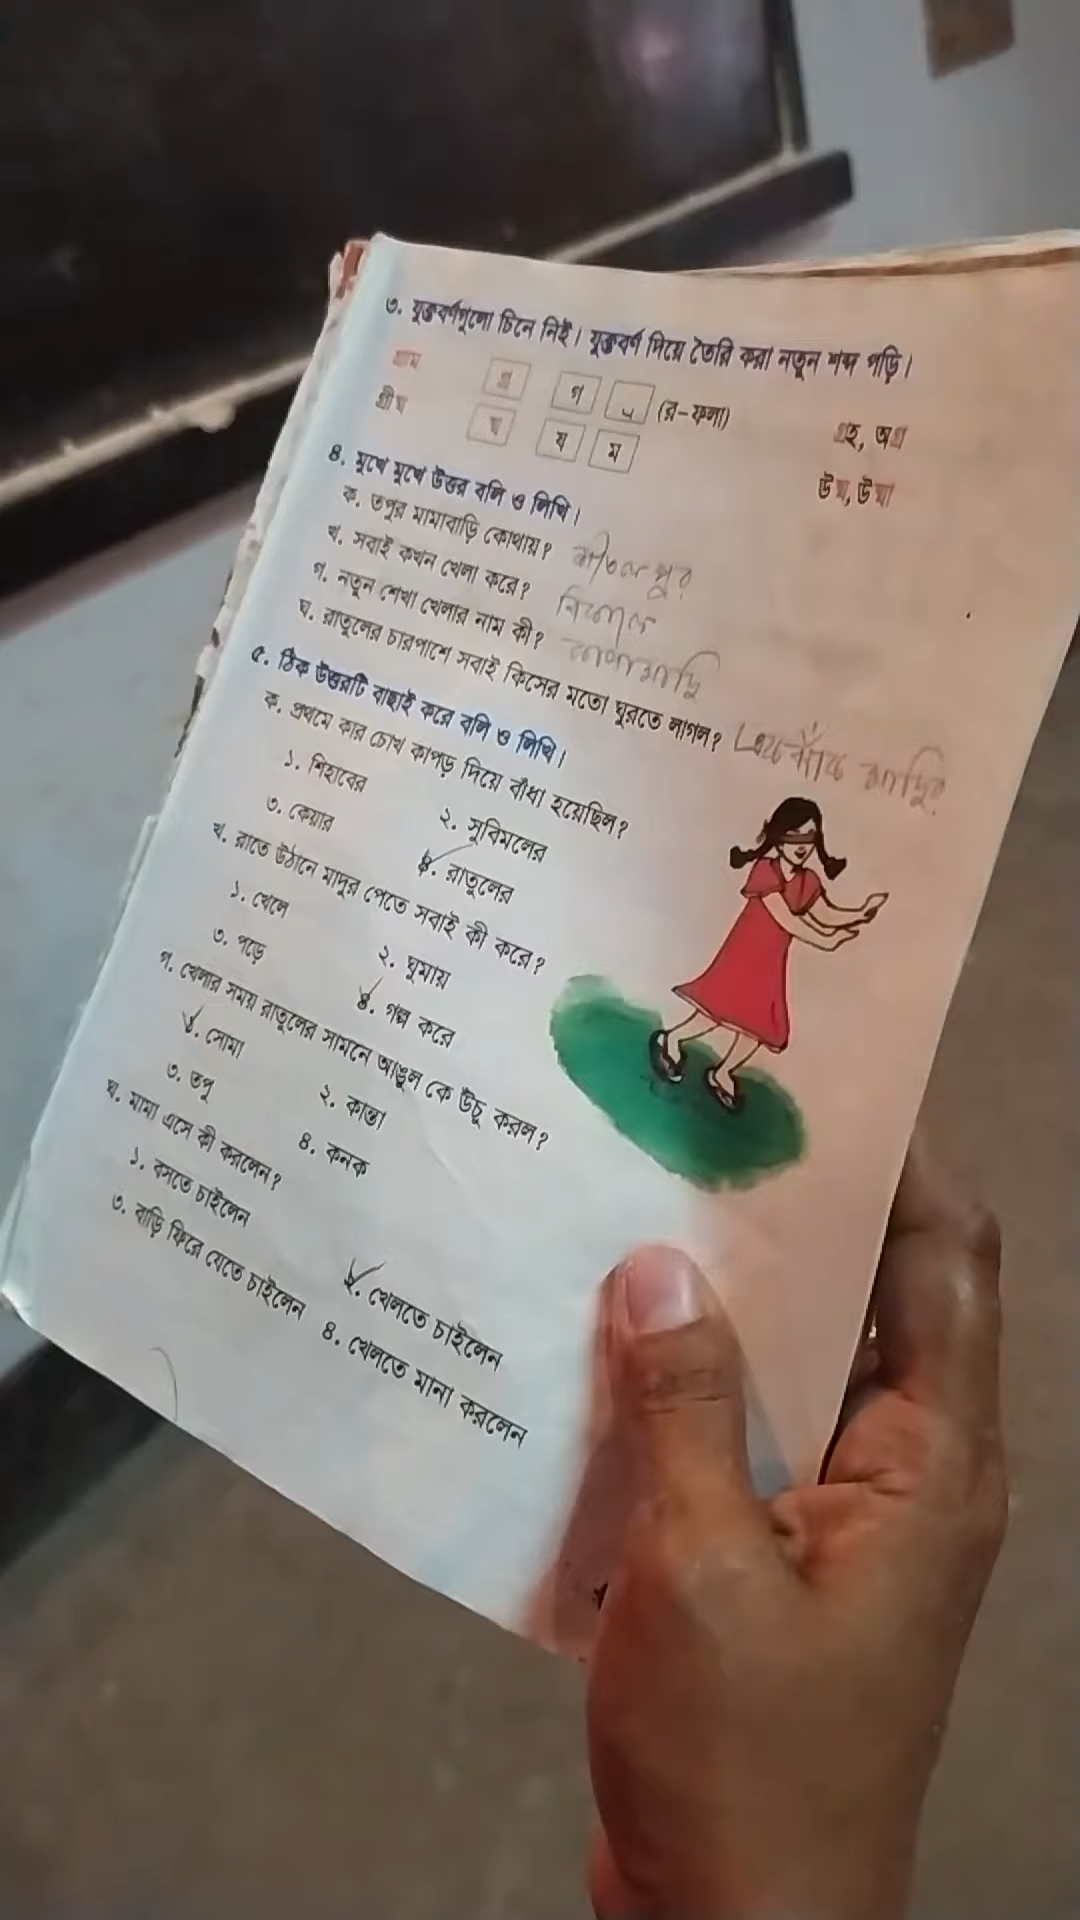 ৩. যুক্তবর্ণগুলো চিনে নিই। যুক্তবর্ণ দিয়ে তৈরি করা নতুন শব্দ পড়ি।
গ্রাম গ্র গ ্র (র-ফলা) গ্রহ, অগ্র
গ্রীষ্ম ষ্ম ষ ম উষ্ম, উষ্মা
৪. মুখে মুখে উত্তর বলি ও লিখি।
ক. তপুর মামাবাড়ি কোথায়?
খ. সবাই কখন খেলা করে?
গ. নতুন শেখা খেলার নাম কী? কানামাছি
ঘ. রাতুলের চারপাশে সবাই কিসের মতো ঘুরতে লাগল?
৫. ঠিক উত্তরটি বাছাই করে বলি ও লিখি।
ক. প্রথমে কার চোখ কাপড় দিয়ে বাঁধা হয়েছিল?
১. শিহাবের ২. সুবিমলের
৩. কেয়ার ৪. রাতুলের
খ. রাতে উঠানে মাদুর পেতে সবাই কী করে?
১. খেলে ২. ঘুমায়
৩. পড়ে ৪. গল্প করে
গ. খেলার সময় রাতুলের সামনে আঙুল কে উঁচু করল?
১. সোমা ২. কান্তা
৩. তপু ৪. কনক
ঘ. মামা এসে কী করলেন?
১. বসতে চাইলেন ২. খেলতে চাইলেন
৩. বাড়ি ফিরে যেতে চাইলেন ৪. খেলতে মানা করলেন